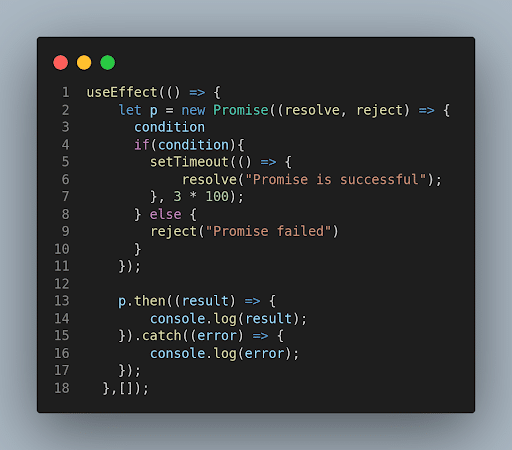 1 useEffect(() => {
2     let p = new Promise((resolve, reject) => {
3       condition
4       if(condition){
5         setTimeout(() => {
6             resolve("Promise is successful");
7         }, 3 * 100);
8       } else {
9         reject("Promise failed")
10       }
11     });
12
13     p.then((result) => {
14         console.log(result);
15     }).catch((error) => {
16         console.log(error);
17     });
18   },[]);